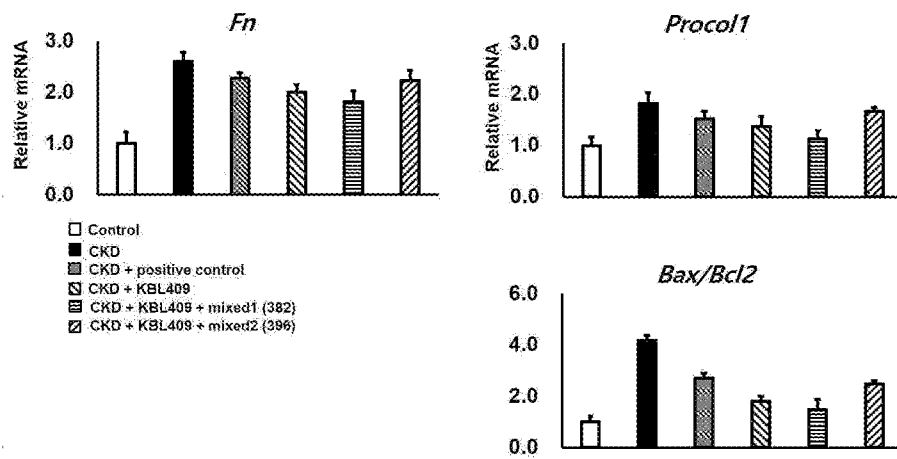 Fn
Relative mRNA
3.0
2.0
1.0
0.0
Control
CKD
CKD + positive control
CKD + KBL409
CKD + KBL409 + mixed1 (382)
CKD + KBL409 + mixed2 (396)
Procol1
Relative mRNA
3.0
2.0
1.0
0.0
Bax/Bcl2
6.0
4.0
2.0
0.0